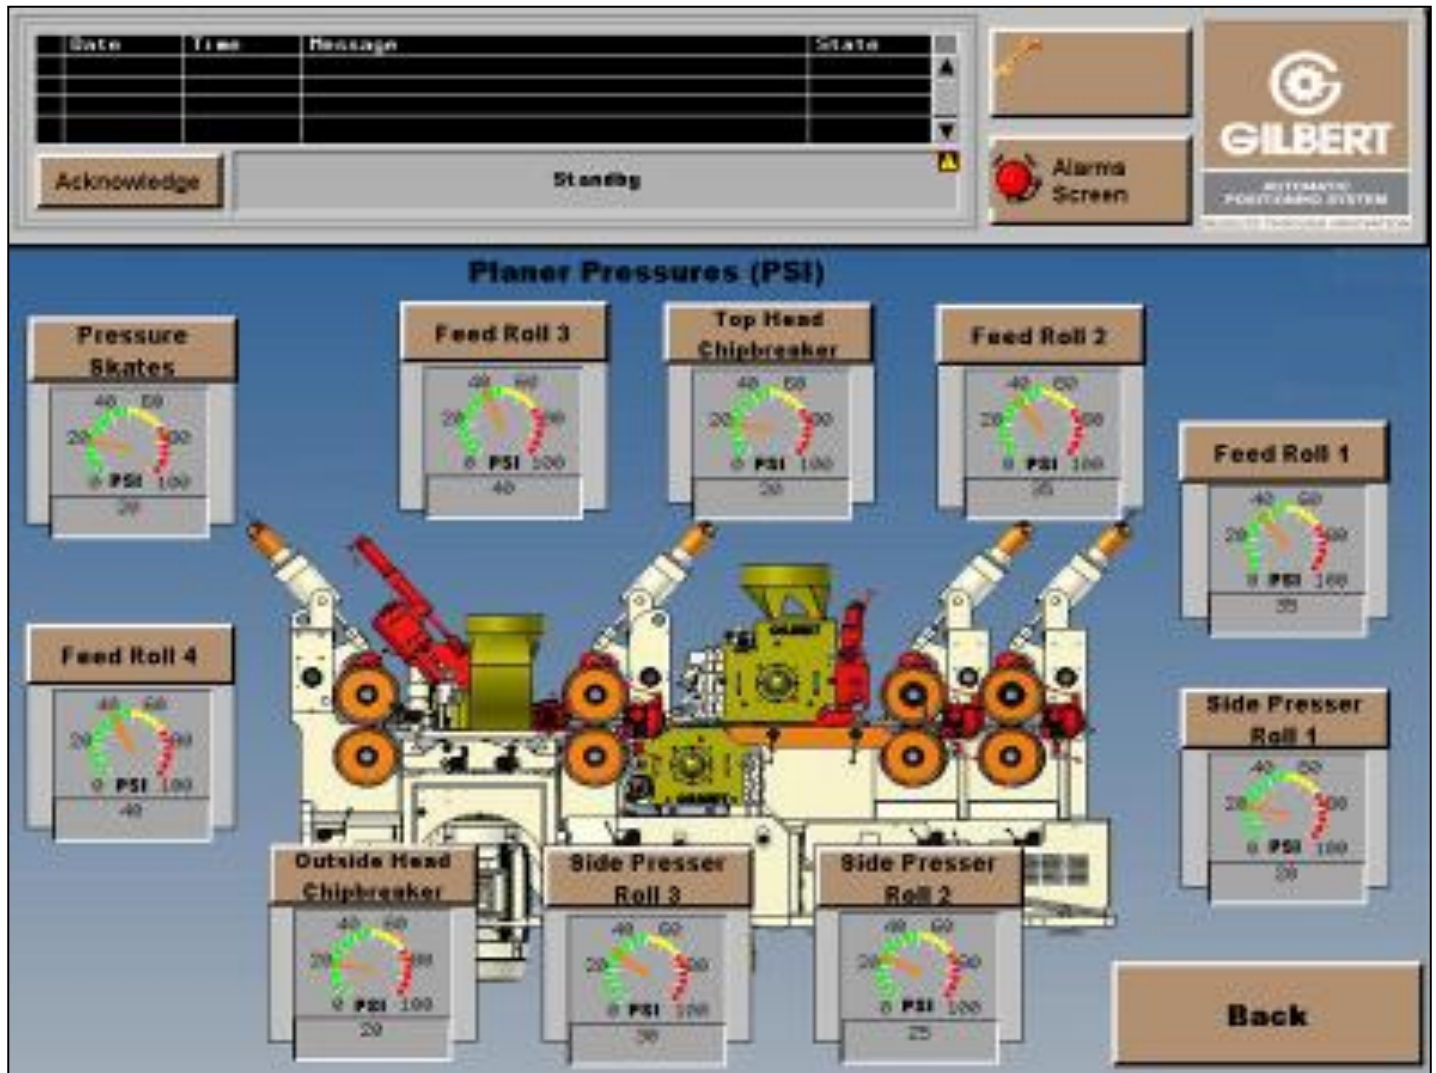 Date Time Message State
Acknowledge
Standby
Alarms
Screen
GILBERT
AUTOMATIC
POSITIONING SYSTEM
Planer Pressures (PSI)
Pressure
Skates
40 60
20 80
0 PSI 100
20
Feed Roll 3
40 60
20 80
0 PSI 100
40
Top Head
Chipbreaker
40 60
20 80
0 PSI 100
20
Feed Roll 2
40 60
20 80
0 PSI 100
35
Feed Roll 1
40 60
20 80
0 PSI 100
35
Feed Roll 4
40 60
20 80
0 PSI 100
40
Side Presser
Roll 1
40 60
20 80
0 PSI 100
20
GILBERT
GILBERT
Outside Head
Chipbreaker
40 60
20 80
0 PSI 100
20
Side Presser
Roll 3
40 60
20 80
0 PSI 100
30
Side Presser
Roll 2
40 60
20 80
0 PSI 100
25
Back